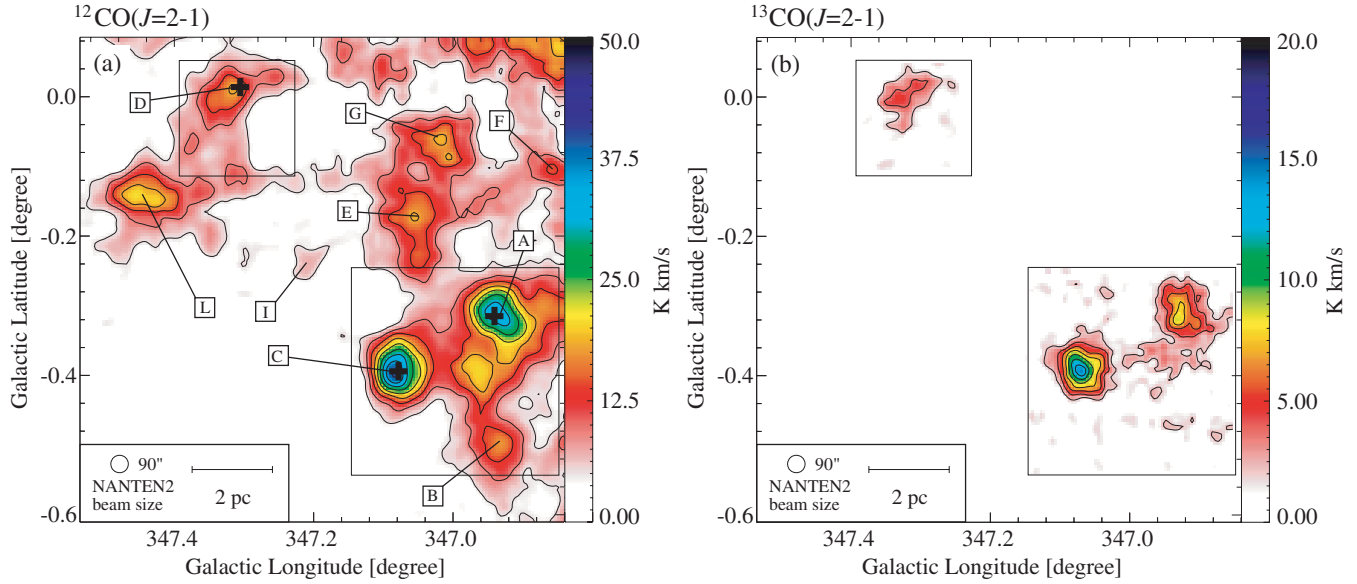 ¹²CO(J=2-1)
(a)
50.0
37.5
25.0
12.5
0.00
K km/s
0.0
-0.2
-0.4
-0.6
Galactic Latitude [degree]
D
G
F
E
A
L
I
C
B
90"
NANTEN2
beam size
2 pc
347.4
347.2
347.0
Galactic Longitude [degree]
¹³CO(J=2-1)
(b)
20.0
15.0
10.0
5.00
0.00
K km/s
0.0
-0.2
-0.4
-0.6
Galactic Latitude [degree]
90"
NANTEN2
beam size
2 pc
347.4
347.2
347.0
Galactic Longitude [degree]